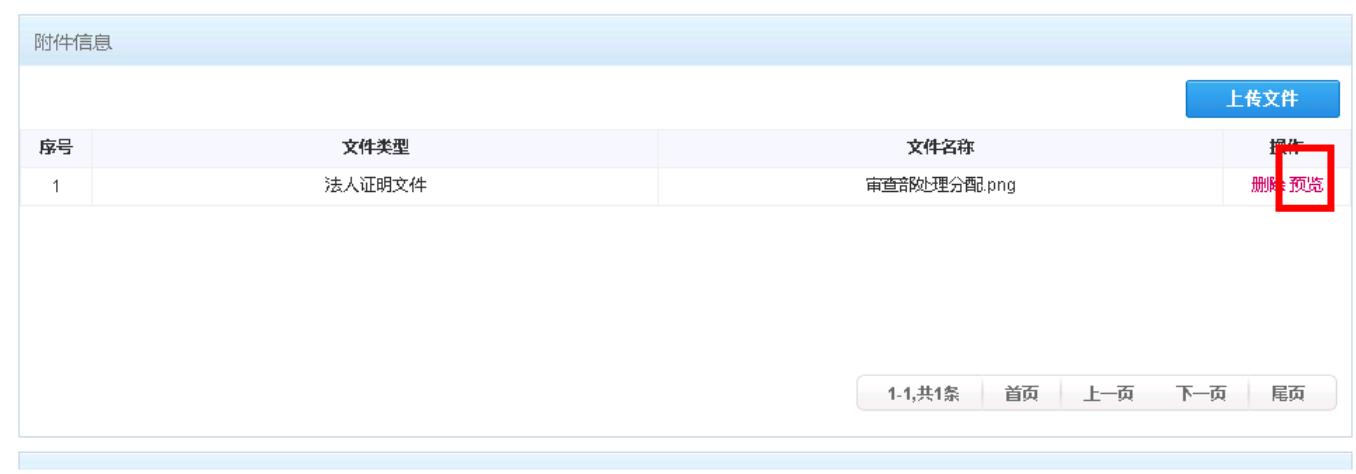 附件信息
上传文件
序号 文件类型 文件名称 操作
1 法人证明文件 审查部处理分配.png 删除 预览
1-1,共1条 首页 上一页 下一页 尾页